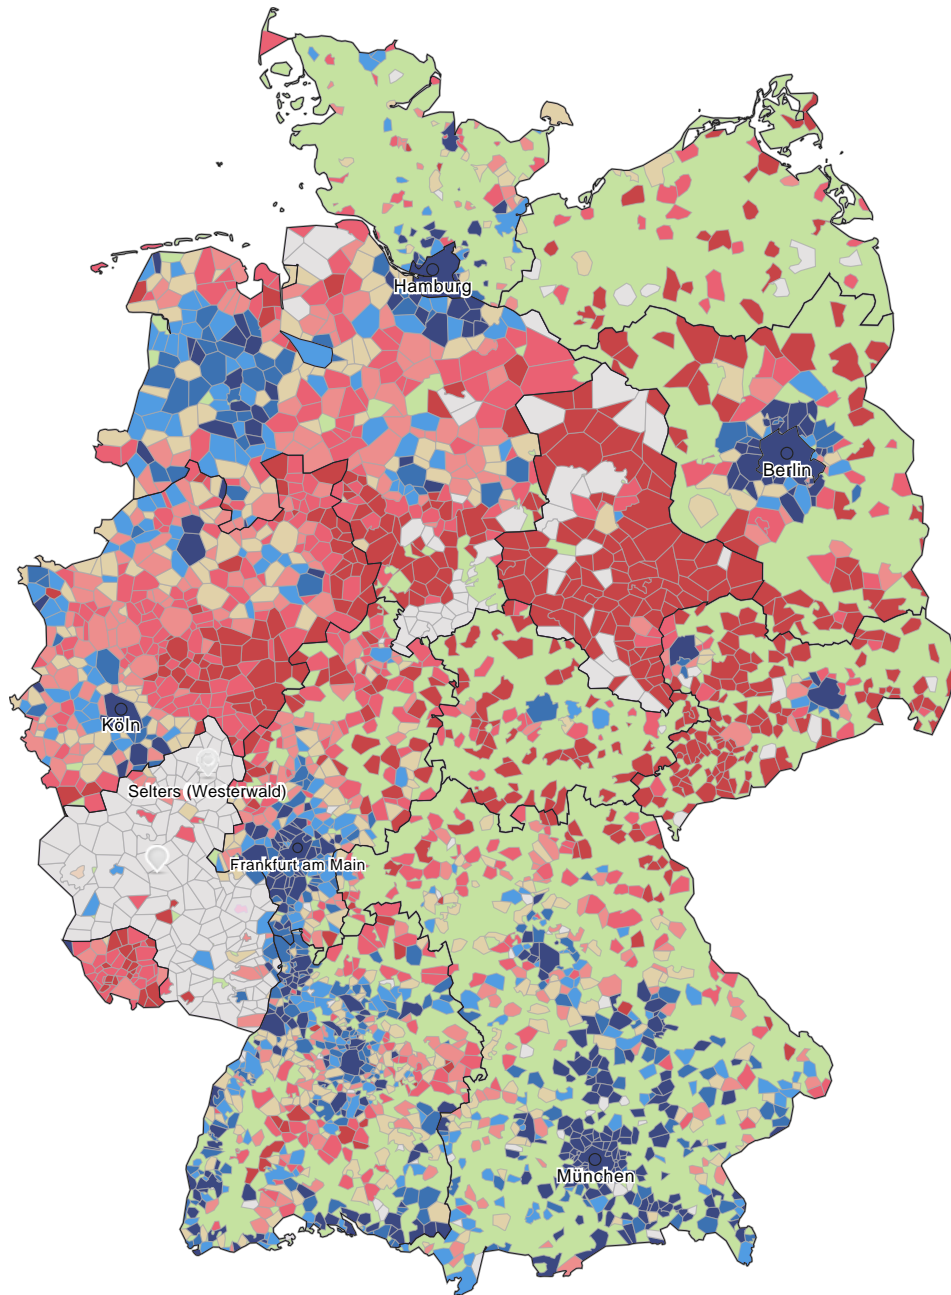 Hamburg
Berlin
Köln
Selters (Westerwald)
Frankfurt am Main
München